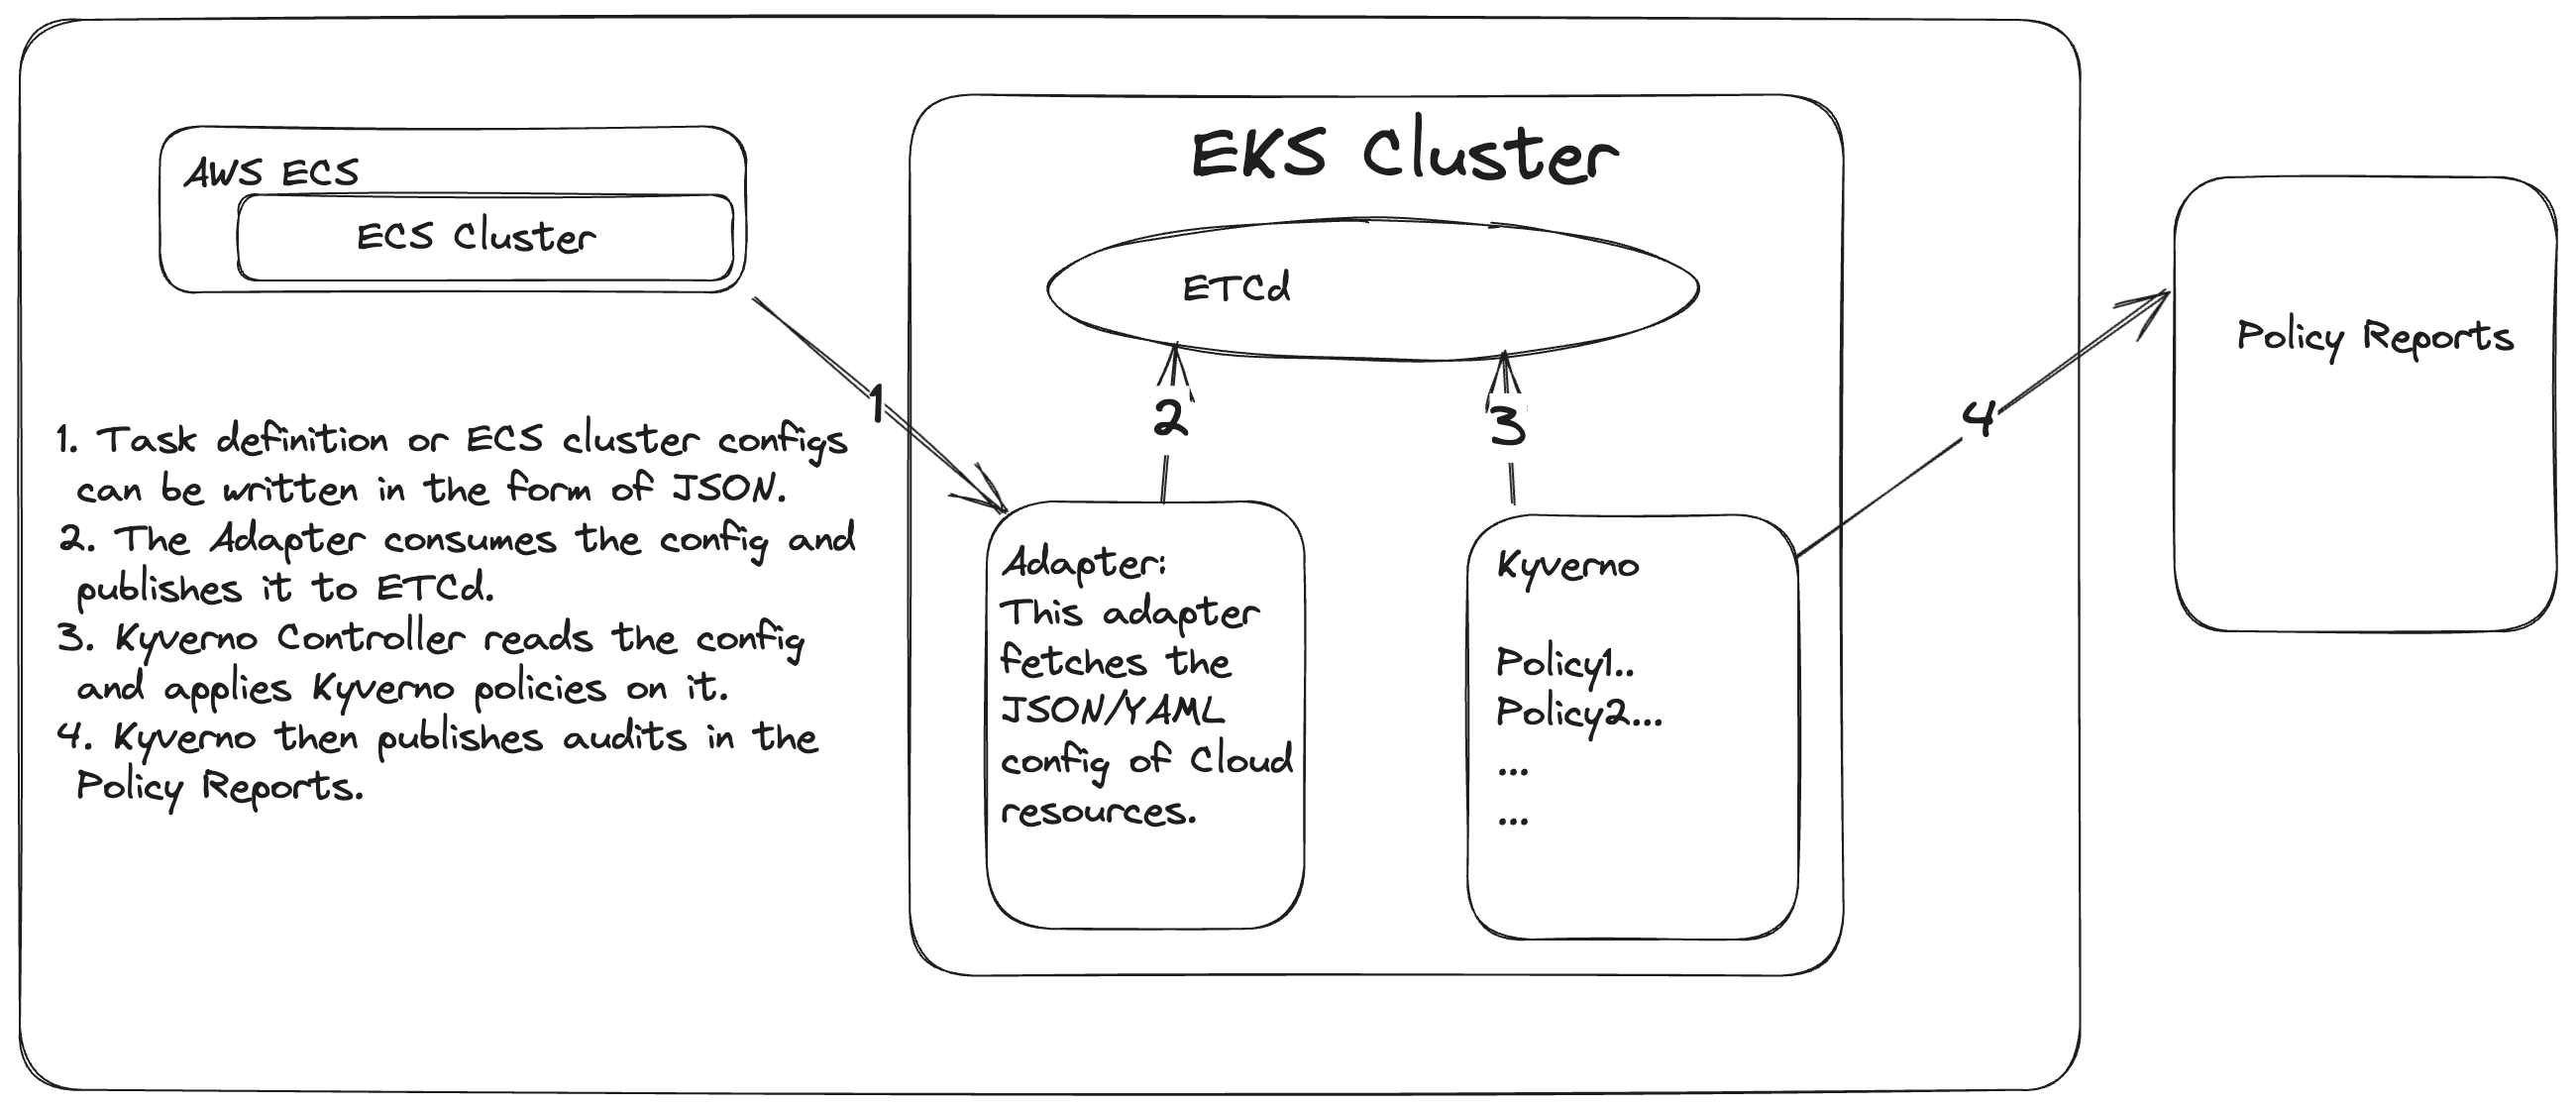 EKS Cluster
AWS ECS
ECS Cluster
ETCd
Policy Reports
1
2
3
4
1. Task definition or ECS cluster configs
can be written in the form of JSON.
2. The Adapter consumes the config and
publishes it to ETCd.
3. Kyverno Controller reads the config
and applies Kyverno policies on it.
4. Kyverno then publishes audits in the
Policy Reports.
Adapter:
This adapter
fetches the
JSON/YAML
config of Cloud
resources.
Kyverno
Policy1..
Policy2...
...
...